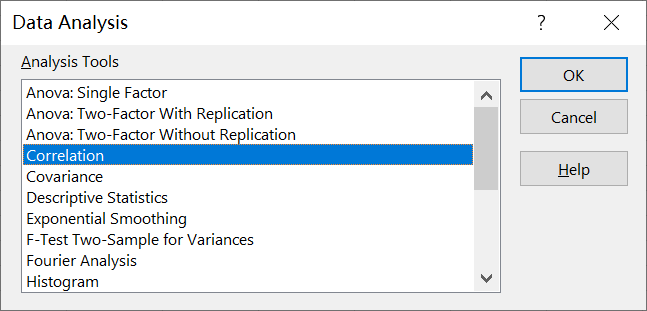 Data Analysis ?
Analysis Tools
Anova: Single Factor
Anova: Two-Factor With Replication
Anova: Two-Factor Without Replication
Correlation
Covariance
Descriptive Statistics
Exponential Smoothing
F-Test Two-Sample for Variances
Fourier Analysis
Histogram
OK
Cancel
Help